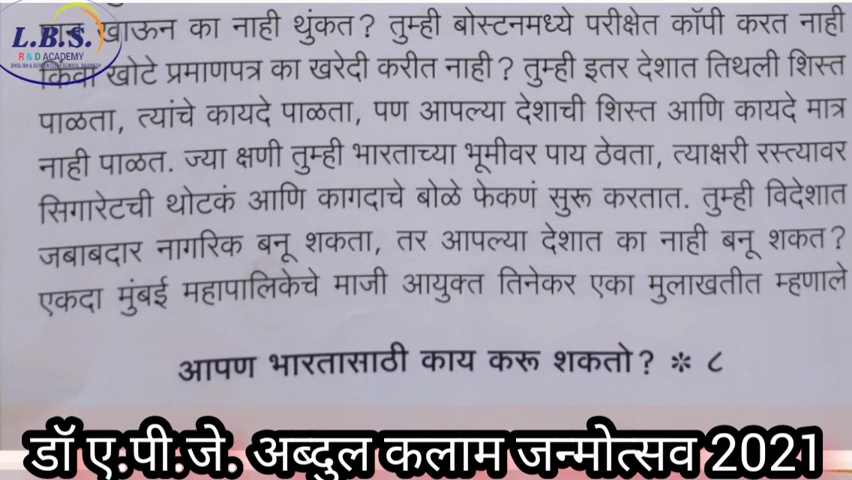 खाऊन का नाही थुंकत? तुम्ही बोस्टनमध्ये परीक्षेत कॉपी करत नाही
L.B.S.
R & D ACADEMY
किंवा खोटे प्रमाणपत्र का खरेदी करीत नाही? तुम्ही इतर देशात तिथली शिस्त
पाळता, त्यांचे कायदे पाळता, पण आपल्या देशाची शिस्त आणि कायदे मात्र
नाही पाळत. ज्या क्षणी तुम्ही भारताच्या भूमीवर पाय ठेवता, त्याक्षरी रस्त्यावर
सिगारेटची थोटकं आणि कागदाचे बोळे फेकणं सुरू करतात. तुम्ही विदेशात
जबाबदार नागरिक बनू शकता, तर आपल्या देशात का नाही बनू शकत?
एकदा मुंबई महापालिकेचे माजी आयुक्त तिनेकर एका मुलाखतीत म्हणाले
आपण भारतासाठी काय करू शकतो? * ८
डॉ ए.पी.जे. अब्दुल कलाम जन्मोत्सव 2021